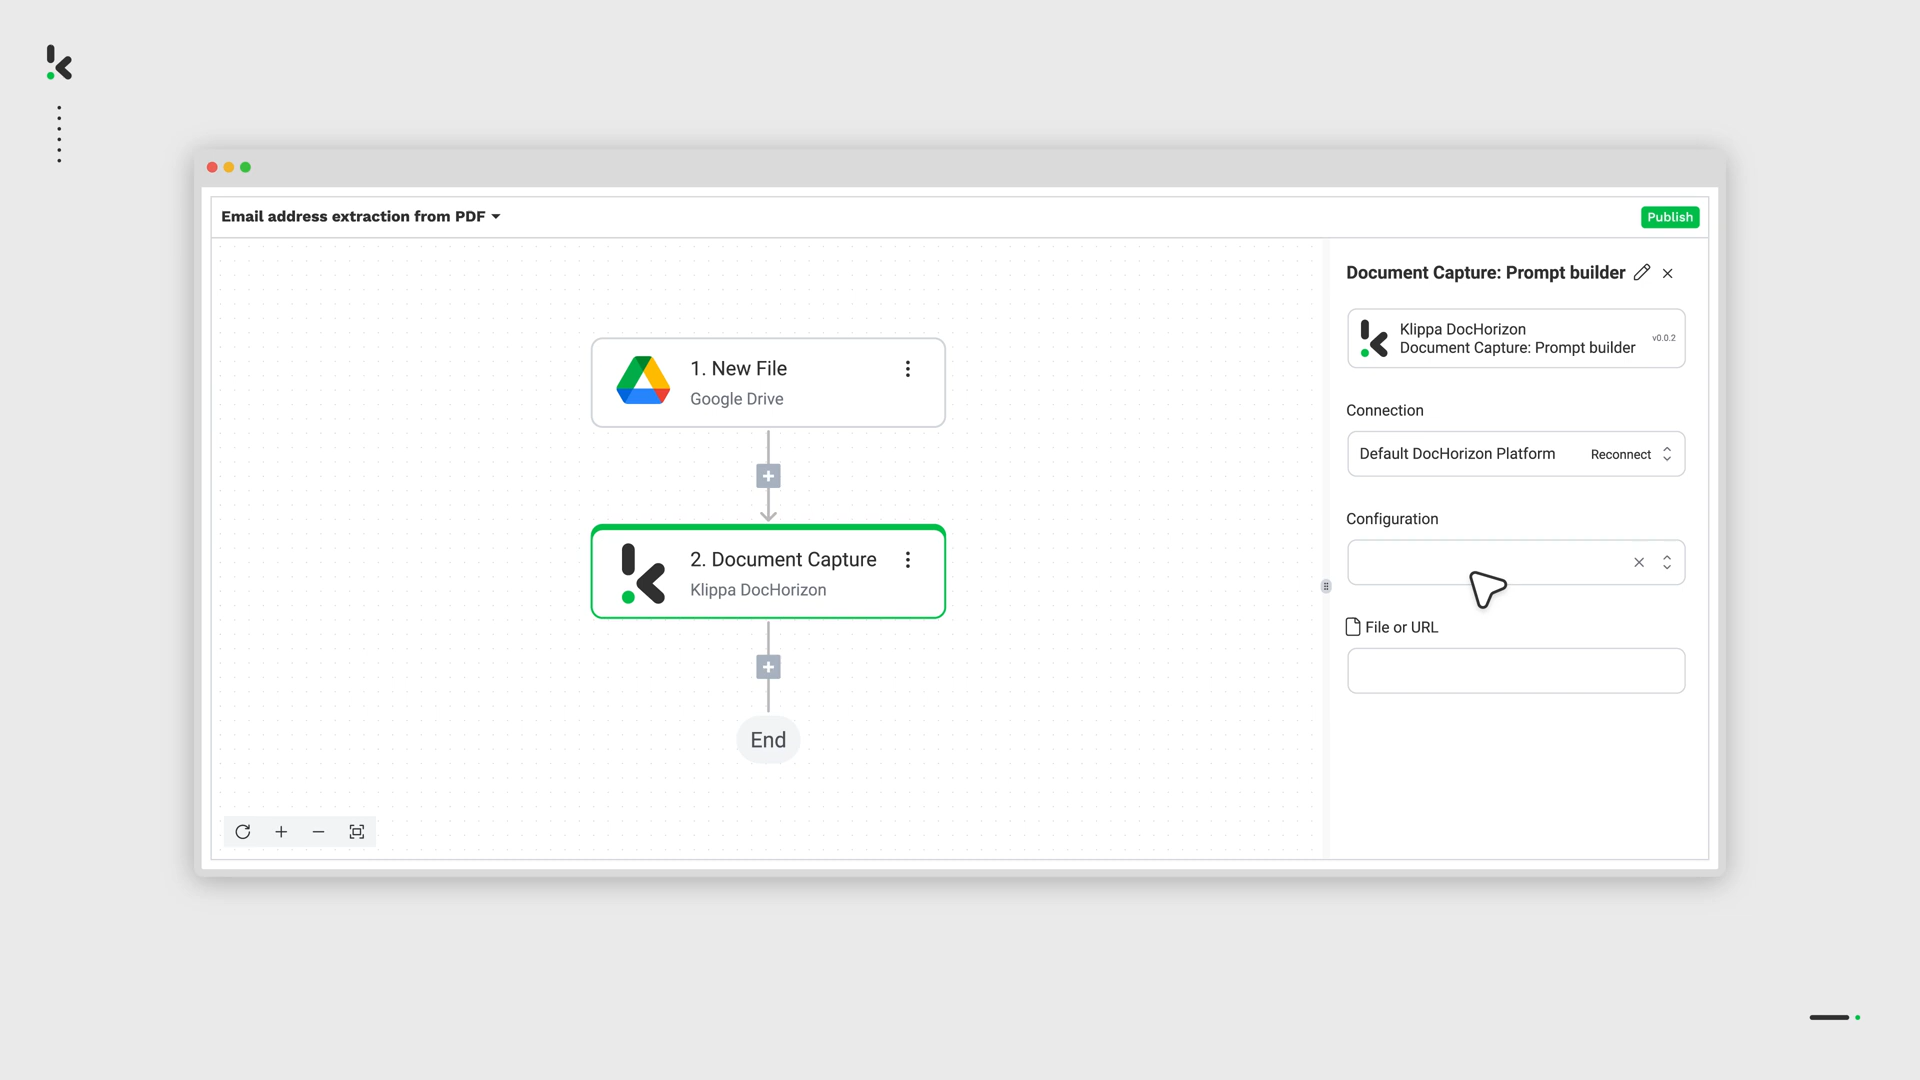 Email address extraction from PDF
Publish
1. New File
Google Drive
2. Document Capture
Klippa DocHorizon
End
Document Capture: Prompt builder
Klippa DocHorizon
Document Capture: Prompt builder
v0.0.2
Connection
Default DocHorizon Platform
Reconnect
Configuration
File or URL